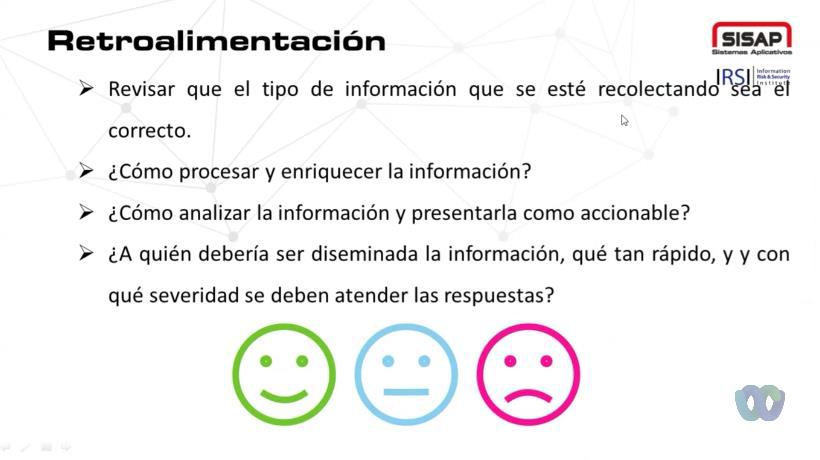 Retroalimentación
SISAP
Sistemas Aplicativos
IRSI Information
Risk & Security
Institute
➢ Revisar que el tipo de información que se esté recolectando sea el
correcto.
➢ ¿Cómo procesar y enriquecer la información?
➢ ¿Cómo analizar la información y presentarla como accionable?
➢ ¿A quién debería ser diseminada la información, qué tan rápido, y y con
qué severidad se deben atender las respuestas?